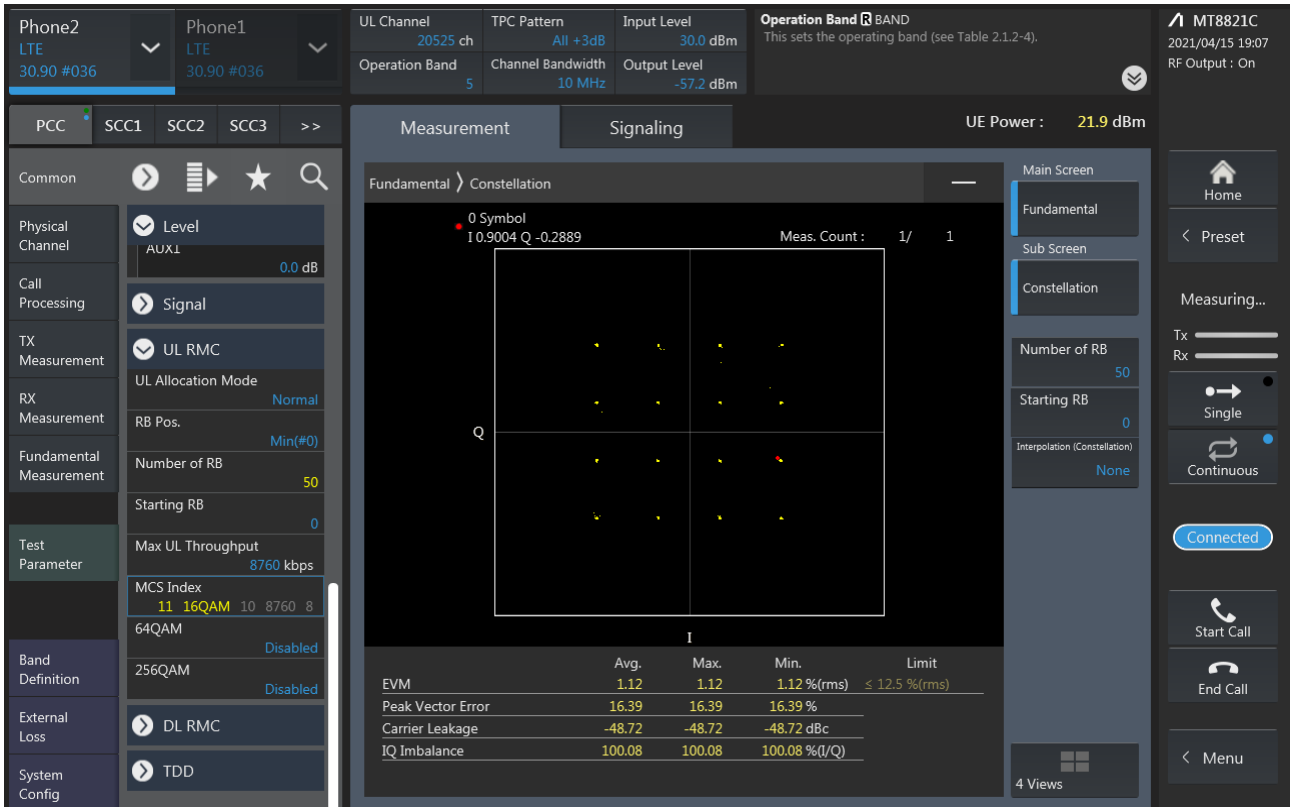 Phone2
LTE
30.90 #036
Phone1
LTE
30.90 #036
UL Channel
20525 ch
TPC Pattern
All +3dB
Input Level
30.0 dBm
Operation Band
5
Channel Bandwidth
10 MHz
Output Level
-57.2 dBm
Operation Band R BAND
This sets the operating band (see Table 2.1.2-4).
MT8821C
2021/04/15 19:07
RF Output : On
PCC SCC1 SCC2 SCC3 >>
Measurement Signaling
UE Power : 21.9 dBm
Common
Physical
Channel
Call
Processing
TX
Measurement
RX
Measurement
Fundamental
Measurement
Test
Parameter
Band
Definition
External
Loss
System
Config
Level
AUX1
0.0 dB
Signal
UL RMC
UL Allocation Mode
Normal
RB Pos.
Min(#0)
Number of RB
50
Starting RB
0
Max UL Throughput
8760 kbps
MCS Index
11 16QAM 10 8760 8
64QAM
Disabled
256QAM
Disabled
DL RMC
TDD
Fundamental ⟩ Constellation
0 Symbol
I 0.9004 Q -0.2889
Meas. Count : 1/ 1
Q
I
Avg. Max. Min. Limit
EVM 1.12 1.12 1.12 %(rms) ≤ 12.5 %(rms)
Peak Vector Error 16.39 16.39 16.39 %
Carrier Leakage -48.72 -48.72 -48.72 dBc
IQ Imbalance 100.08 100.08 100.08 %(I/Q)
Main Screen
Fundamental
Sub Screen
Constellation
Number of RB
50
Starting RB
0
Interpolation (Constellation)
None
4 Views
Home
< Preset
Measuring...
Tx
Rx
Single
Continuous
Connected
Start Call
End Call
< Menu